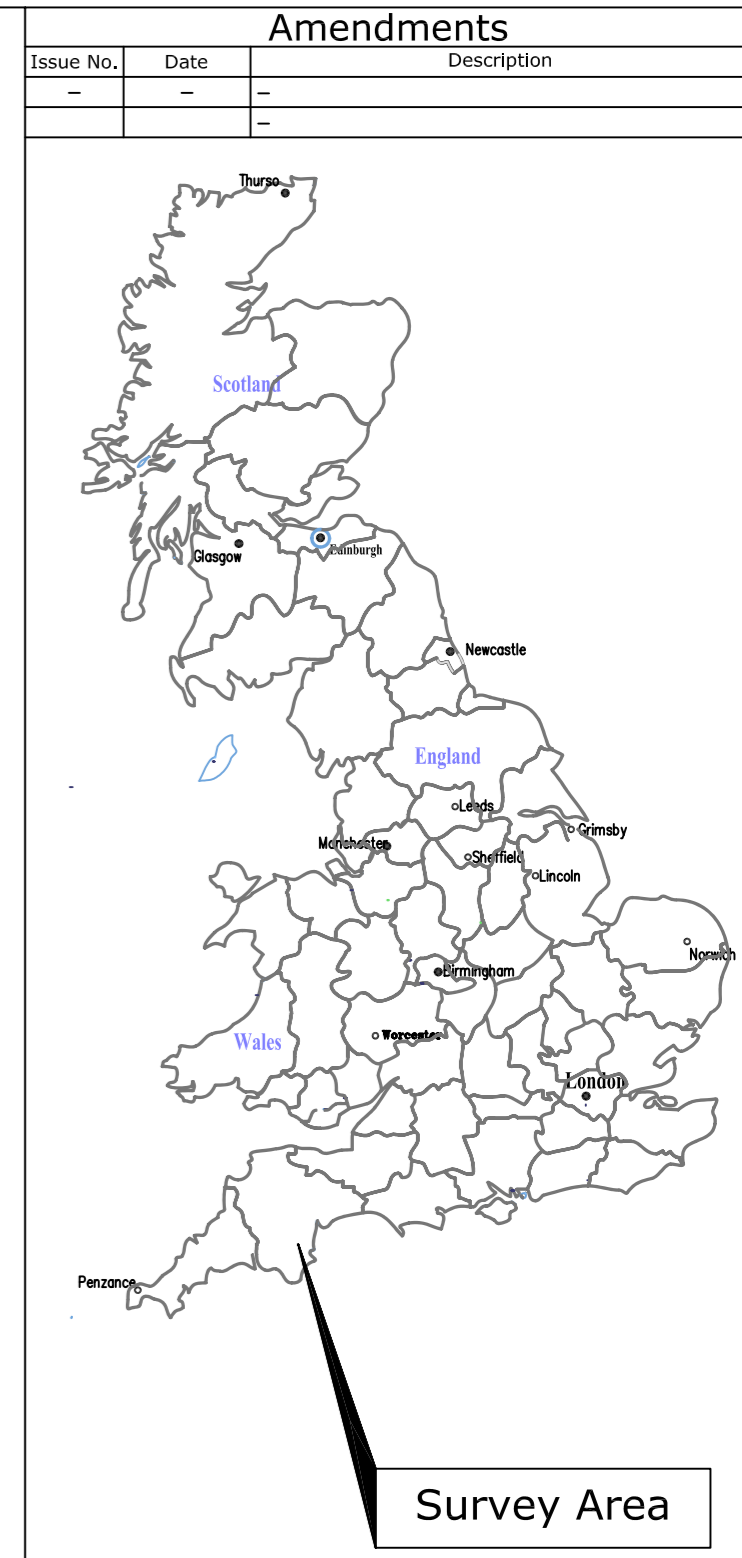 Amendments
Issue No. Date Description
– – –
–
Thurso
Scotland
Edinburgh
Glasgow
Newcastle
England
Leeds
Grimsby
Manchester
Sheffield
Lincoln
Norwich
Birmingham
Worcester
Wales
London
Penzance
Survey Area